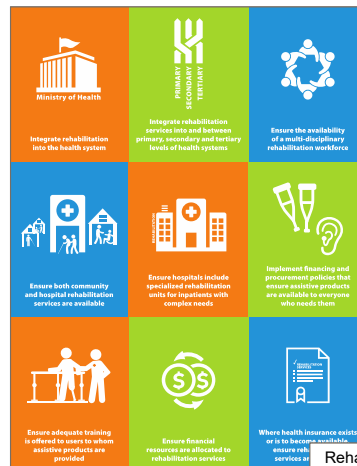 Ministry of Health
Integrate rehabilitation
into the health system
PRIMARY
SECONDARY
TERTIARY
Integrate rehabilitation
services into and between
primary, secondary and tertiary
levels of health systems
Ensure the availability
of a multi-disciplinary
rehabilitation workforce
Ensure both community
and hospital rehabilitation
services are available
REHABILITATION
Ensure hospitals include
specialized rehabilitation
units for inpatients with
complex needs
Implement financing and
procurement policies that
ensure assistive products
are available to everyone
who needs them
Ensure adequate training
is offered to users to whom
assistive products are
provided
Ensure financial
resources are allocated to
rehabilitation services
REHABILITATION
SERVICES
Where health insurance exists
or is to become available
ensure
services are